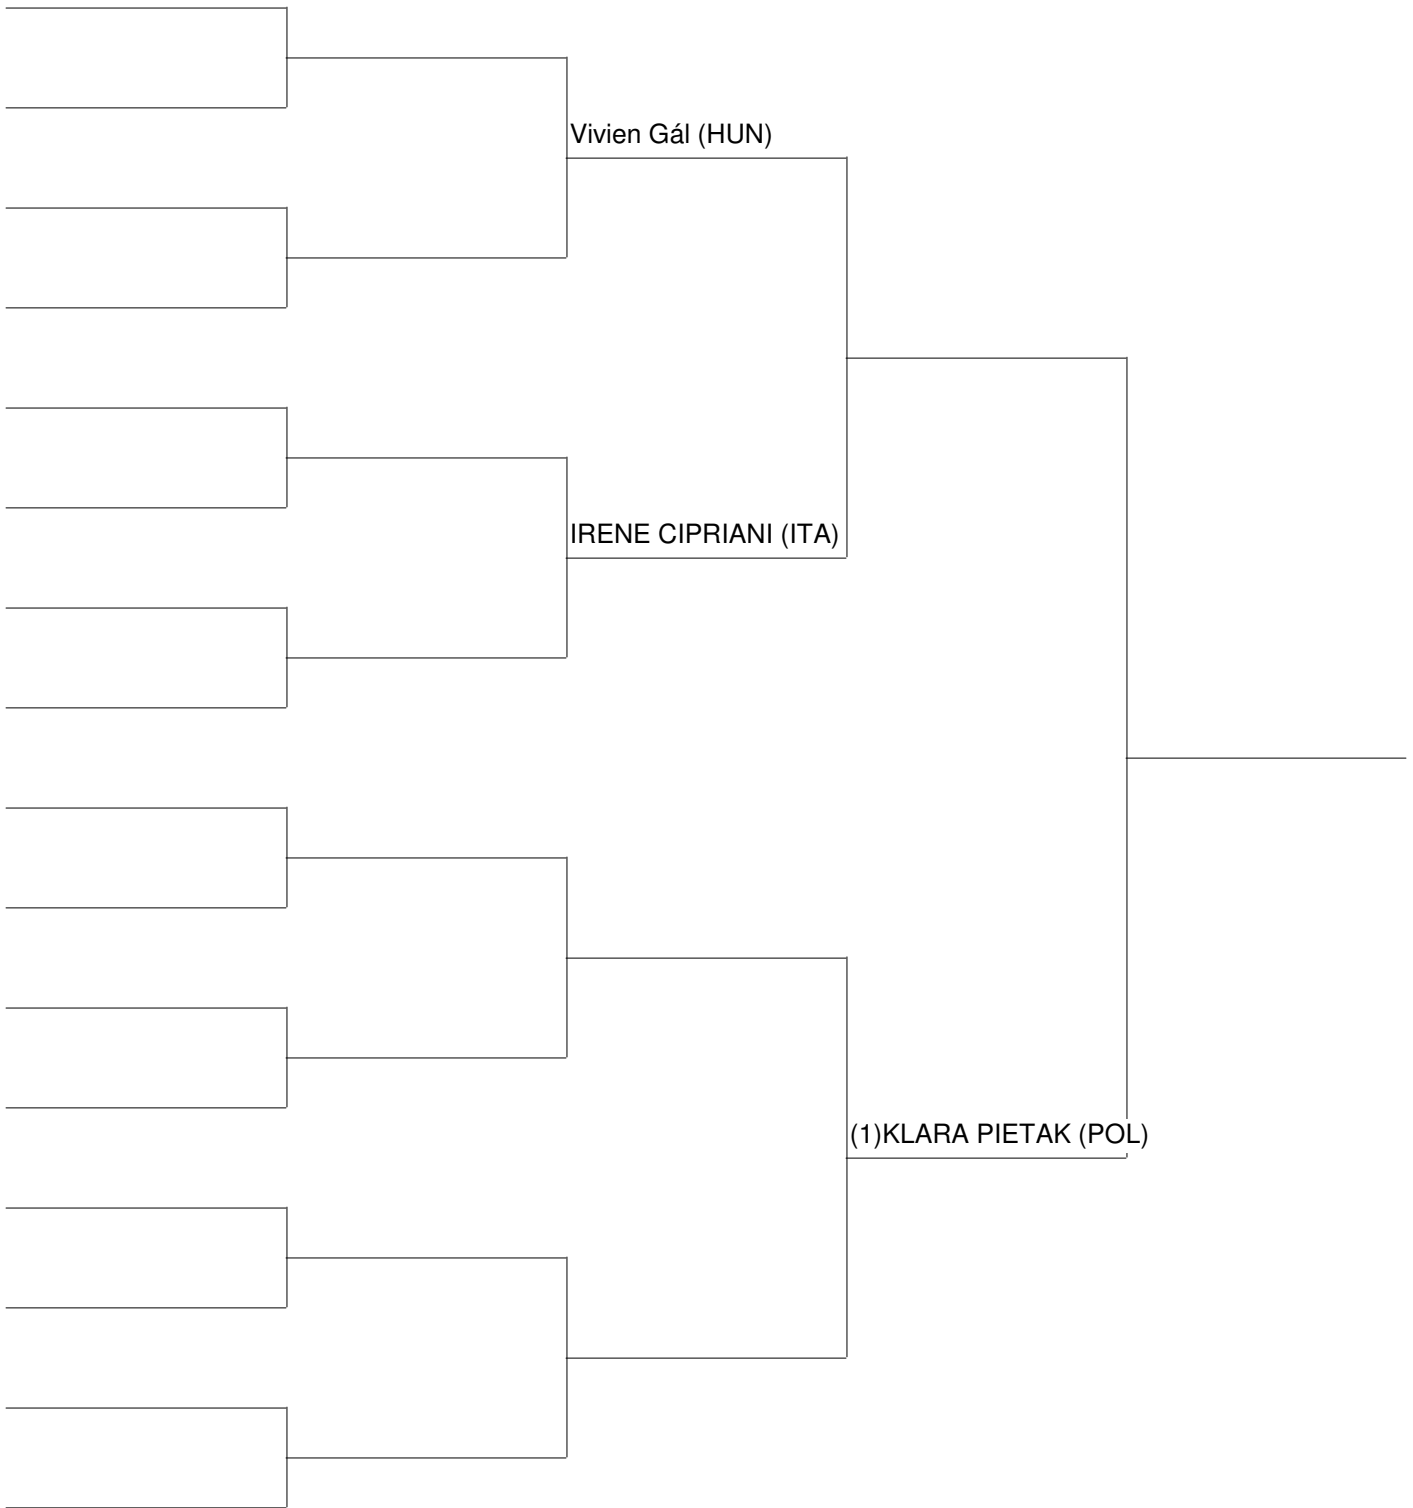 Vivien Gál (HUN)
IRENE CIPRIANI (ITA)
(1)KLARA PIETAK (POL)